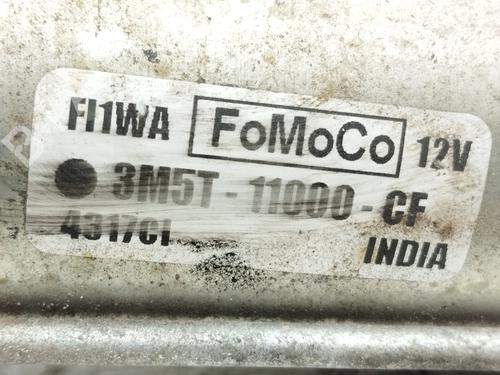 FI1WA FoMoCo 12V
3M5T - 11000 - CF
4317CI
INDIA